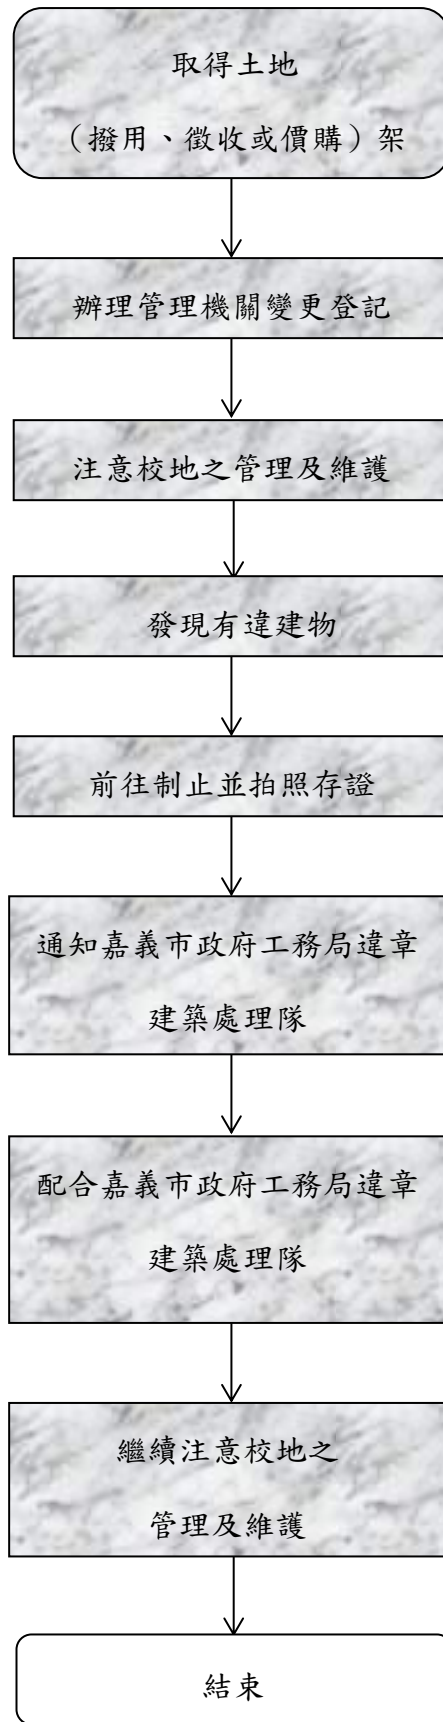 取得土地
（撥用、徵收或價購）架
辦理管理機關變更登記
注意校地之管理及維護
發現有違建物
前往制止並拍照存證
通知嘉義市政府工務局違章
建築處理隊
配合嘉義市政府工務局違章
建築處理隊
繼續注意校地之
管理及維護
結束